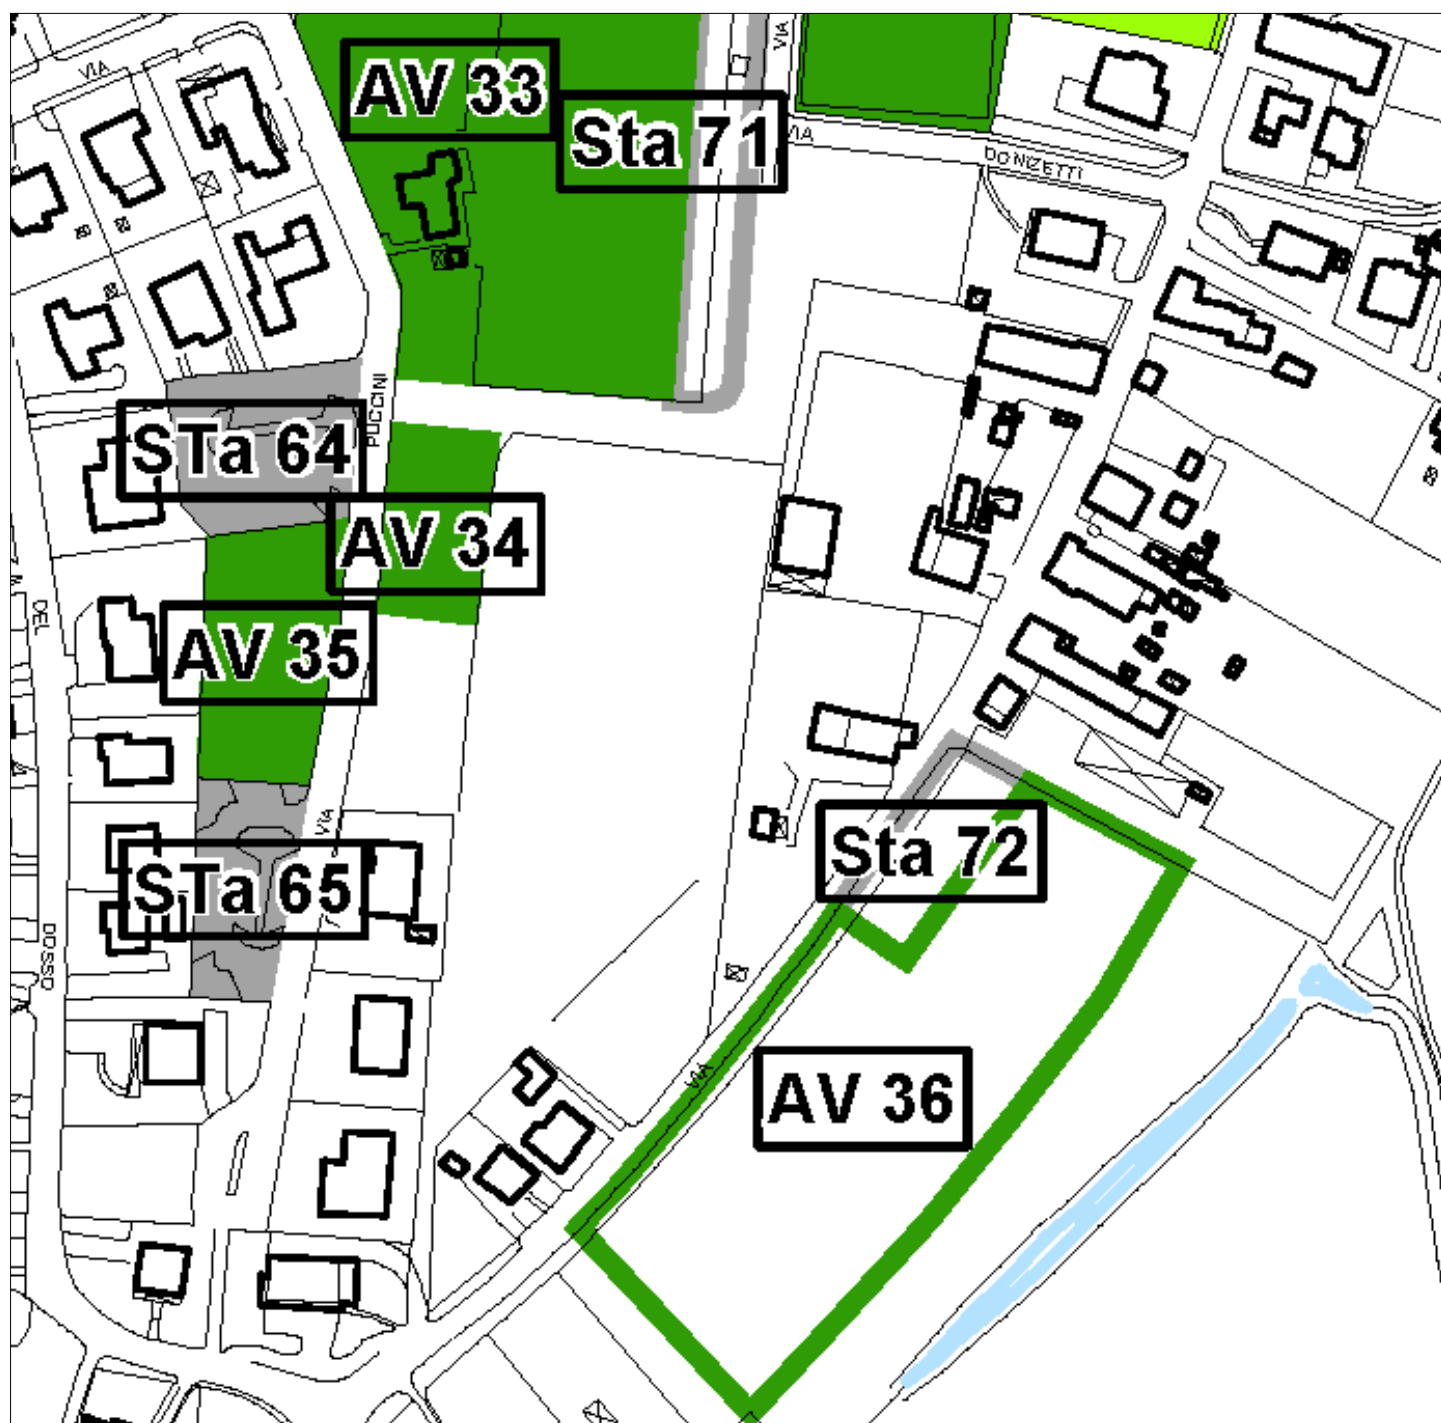 VIA
VIA
AV 33
Sta 71
VIA
DONIZETTI
PUCCINI
STa 64
AV 34
DEL
AV 35
VIA
Sta 72
STa 65
DOSSO
VIA
AV 36